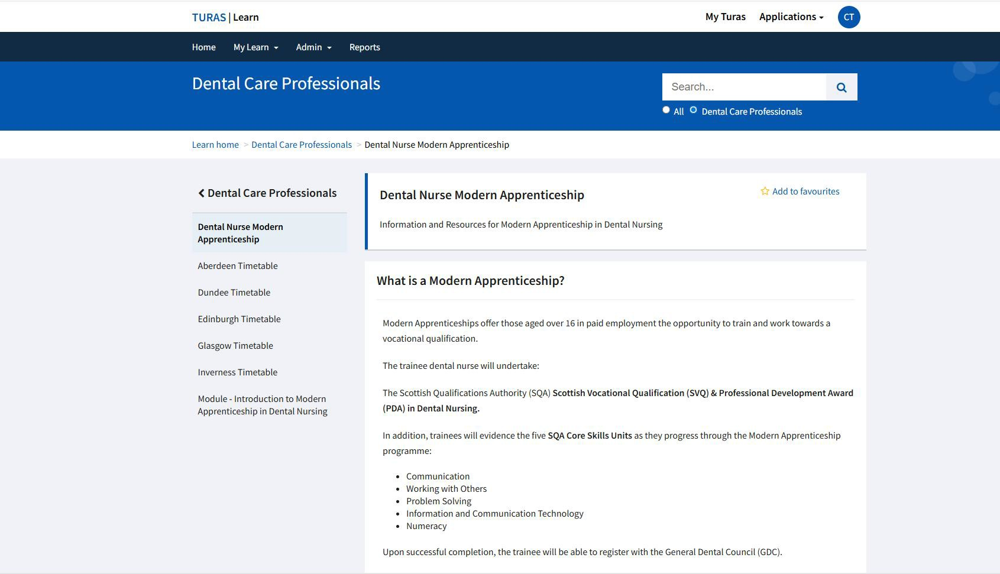 TURAS | Learn
My Turas Applications CT
Home My Learn Admin Reports
Dental Care Professionals
Search...
All Dental Care Professionals
Learn home > Dental Care Professionals > Dental Nurse Modern Apprenticeship
Dental Care Professionals
Dental Nurse Modern
Apprenticeship
Aberdeen Timetable
Dundee Timetable
Edinburgh Timetable
Glasgow Timetable
Inverness Timetable
Module - Introduction to Modern
Apprenticeship in Dental Nursing
Dental Nurse Modern Apprenticeship
Add to favourites
Information and Resources for Modern Apprenticeship in Dental Nursing
What is a Modern Apprenticeship?
Modern Apprenticeships offer those aged over 16 in paid employment the opportunity to train and work towards a
vocational qualification.
The trainee dental nurse will undertake:
The Scottish Qualifications Authority (SQA) Scottish Vocational Qualification (SVQ) & Professional Development Award
(PDA) in Dental Nursing.
In addition, trainees will evidence the five SQA Core Skills Units as they progress through the Modern Apprenticeship
programme:
• Communication
• Working with Others
• Problem Solving
• Information and Communication Technology
• Numeracy
Upon successful completion, the trainee will be able to register with the General Dental Council (GDC).